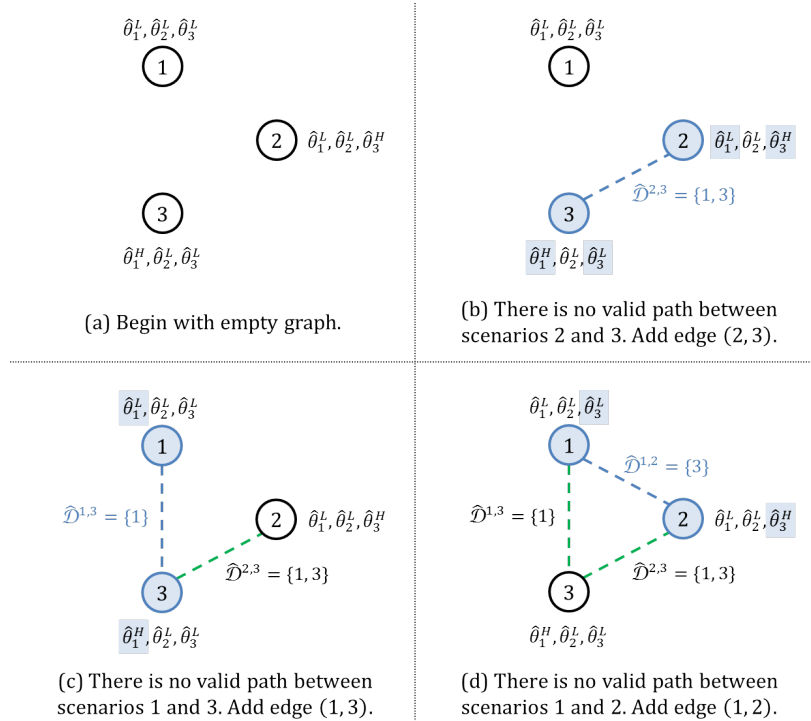 θ̂₁ᴸ, θ̂₂ᴸ, θ̂₃ᴸ
1
2 θ̂₁ᴸ, θ̂₂ᴸ, θ̂₃ᴴ
3
θ̂₁ᴴ, θ̂₂ᴸ, θ̂₃ᴸ
(a) Begin with empty graph.
θ̂₁ᴸ, θ̂₂ᴸ, θ̂₃ᴸ
1
2 θ̂₁ᴸ, θ̂₂ᴸ, θ̂₃ᴴ
𝒟̂²,³ = {1, 3}
3
θ̂₁ᴴ, θ̂₂ᴸ, θ̂₃ᴸ
(b) There is no valid path between
scenarios 2 and 3. Add edge (2, 3).
θ̂₁ᴸ, θ̂₂ᴸ, θ̂₃ᴸ
1
𝒟̂¹,³ = {1}
2 θ̂₁ᴸ, θ̂₂ᴸ, θ̂₃ᴴ
𝒟̂²,³ = {1, 3}
3
θ̂₁ᴴ, θ̂₂ᴸ, θ̂₃ᴸ
(c) There is no valid path between
scenarios 1 and 3. Add edge (1, 3).
θ̂₁ᴸ, θ̂₂ᴸ, θ̂₃ᴸ
1
𝒟̂¹,² = {3}
𝒟̂¹,³ = {1}
2 θ̂₁ᴸ, θ̂₂ᴸ, θ̂₃ᴴ
𝒟̂²,³ = {1, 3}
3
θ̂₁ᴴ, θ̂₂ᴸ, θ̂₃ᴸ
(d) There is no valid path between
scenarios 1 and 2. Add edge (1, 2).